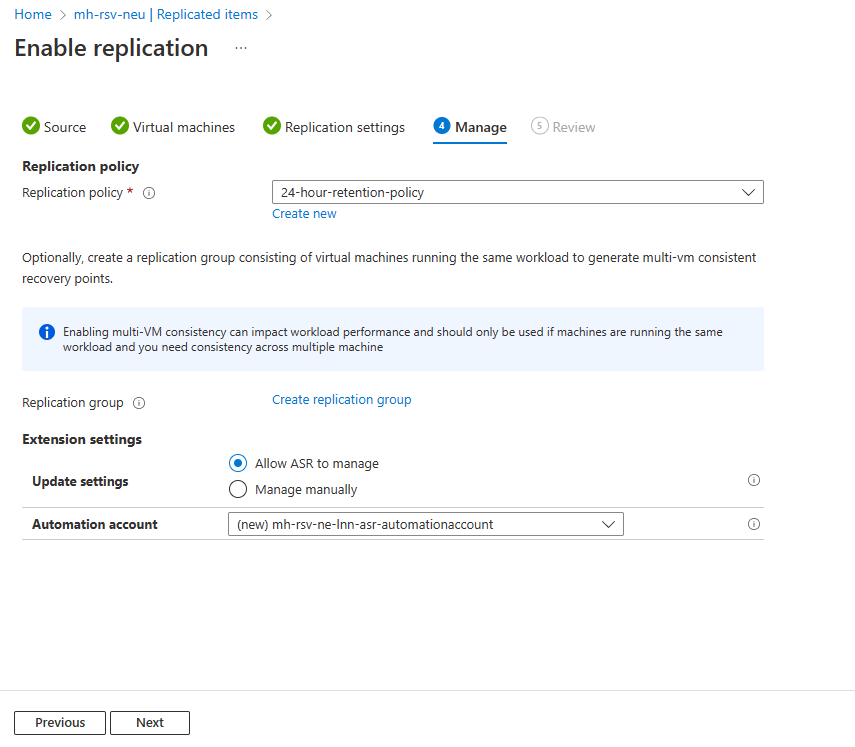 Home > mh-rsv-neu | Replicated items >
Enable replication ...
Source Virtual machines Replication settings 4 Manage 5 Review
Replication policy
Replication policy * 24-hour-retention-policy
Create new
Optionally, create a replication group consisting of virtual machines running the same workload to generate multi-vm consistent
recovery points.
Enabling multi-VM consistency can impact workload performance and should only be used if machines are running the same
workload and you need consistency across multiple machine
Replication group Create replication group
Extension settings
Allow ASR to manage
Update settings
Manage manually
Automation account (new) mh-rsv-ne-lnn-asr-automationaccount
Previous Next